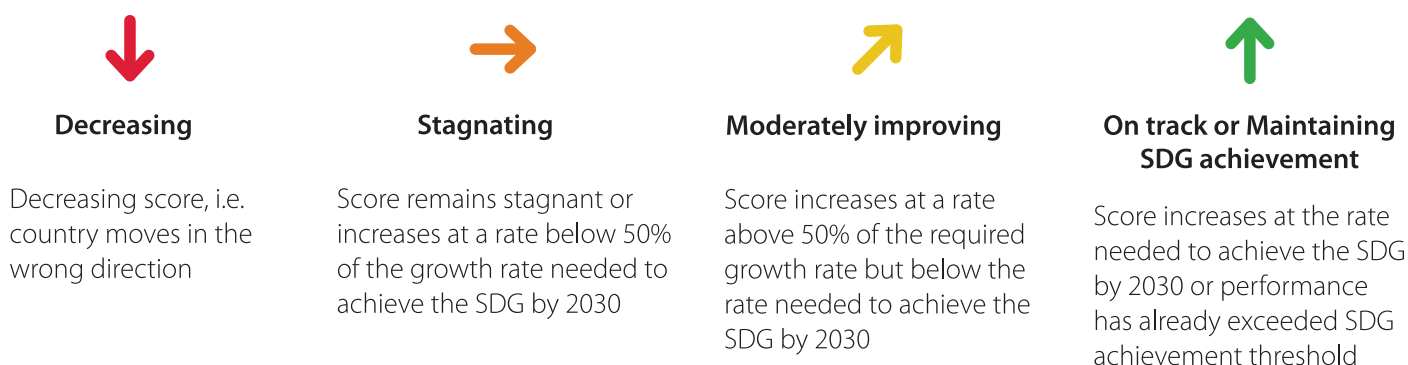 Decreasing
Decreasing score, i.e.
country moves in the
wrong direction
Stagnating
Score remains stagnant or
increases at a rate below 50%
of the growth rate needed to
achieve the SDG by 2030
Moderately improving
Score increases at a rate
above 50% of the required
growth rate but below the
rate needed to achieve the
SDG by 2030
On track or Maintaining
SDG achievement
Score increases at the rate
needed to achieve the SDG
by 2030 or performance
has already exceeded SDG
achievement threshold